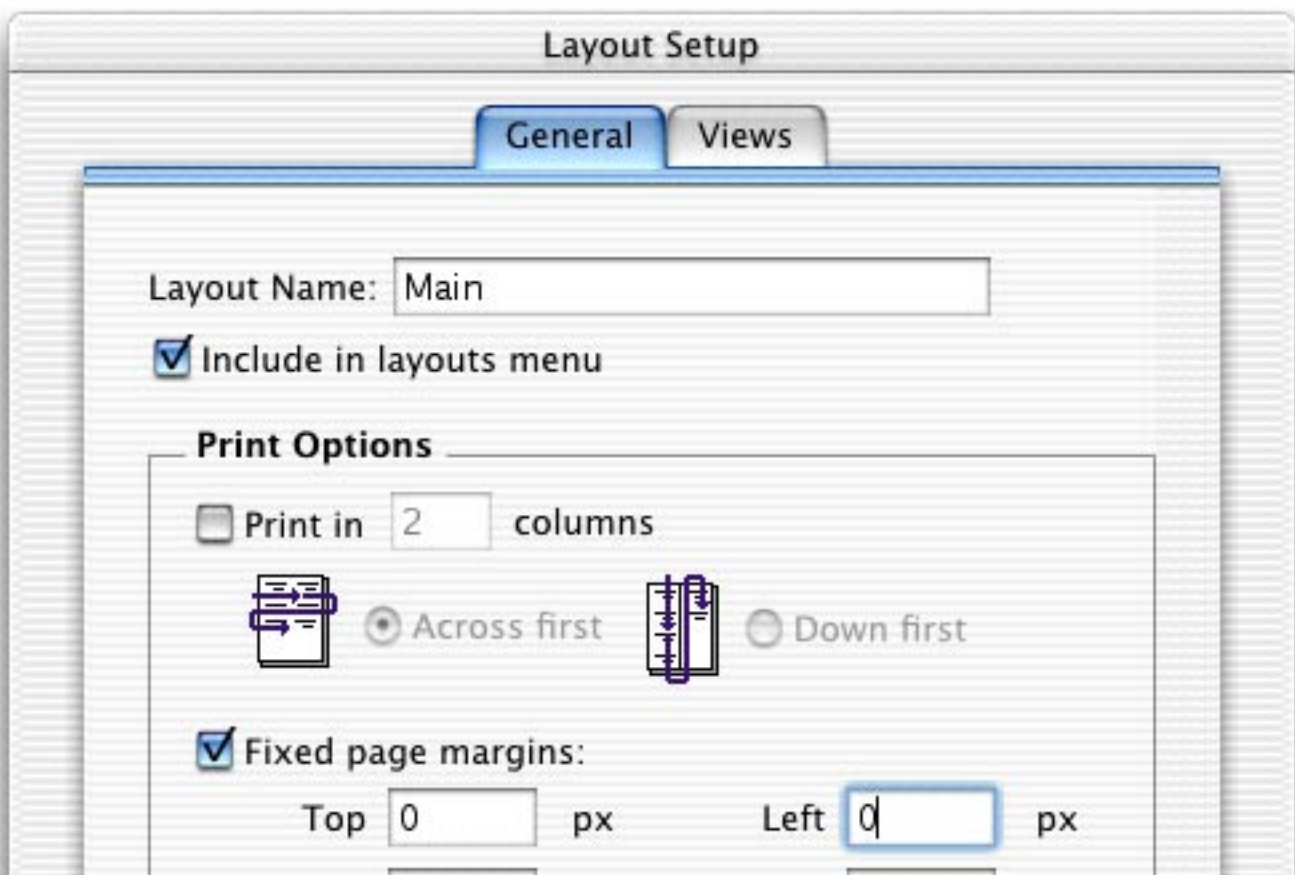 Layout Setup
General Views
Layout Name: Main
Include in layouts menu
Print Options
Print in 2 columns
Across first Down first
Fixed page margins:
Top 0 px Left 0 px